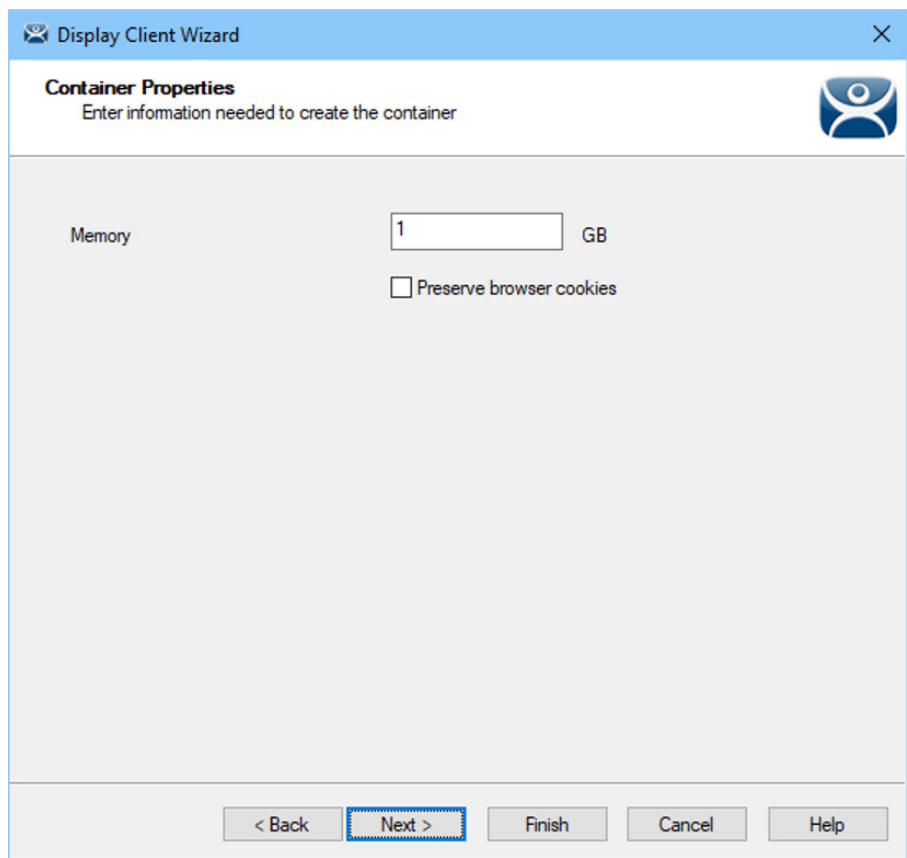 Display Client Wizard
Container Properties
Enter information needed to create the container
Memory 1 GB
Preserve browser cookies
< Back Next > Finish Cancel Help